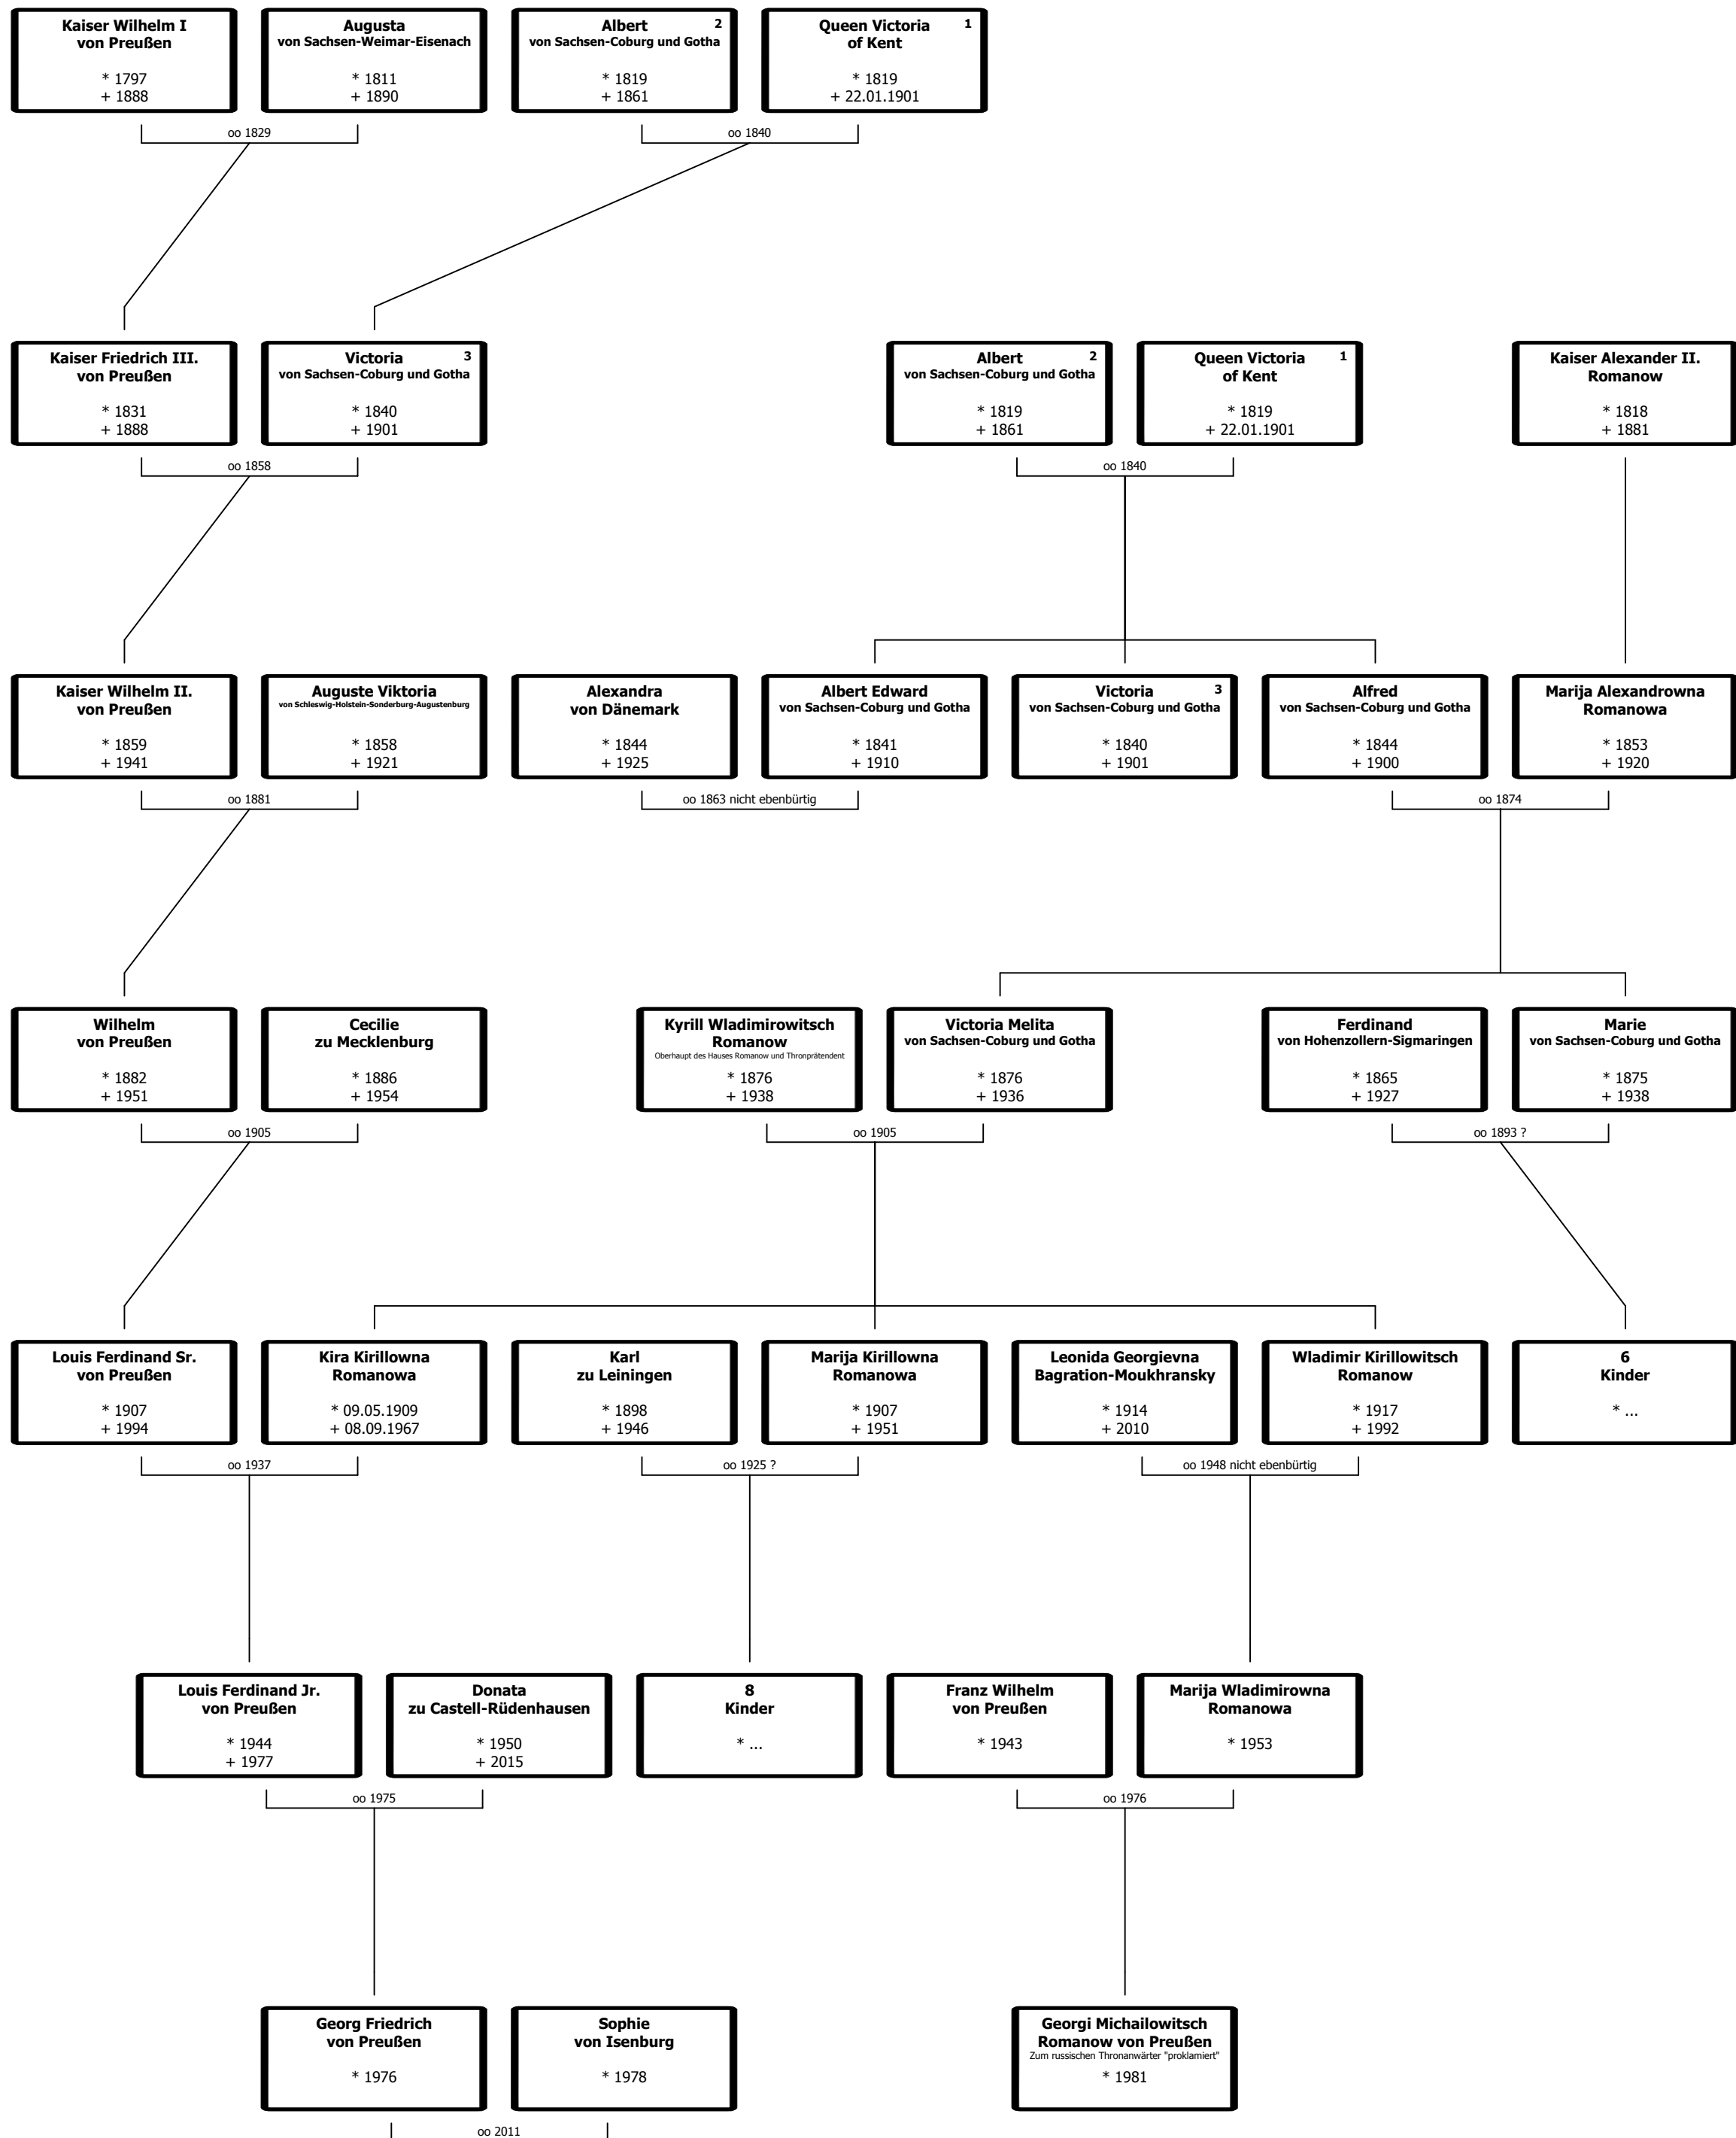 Kaiser Wilhelm I
von Preußen
* 1797
+ 1888
Augusta
von Sachsen-Weimar-Eisenach
* 1811
+ 1890
Albert 2
von Sachsen-Coburg und Gotha
* 1819
+ 1861
Queen Victoria 1
of Kent
* 1819
+ 22.01.1901
oo 1829
oo 1840
Kaiser Friedrich III.
von Preußen
* 1831
+ 1888
Victoria 3
von Sachsen-Coburg und Gotha
* 1840
+ 1901
Albert 2
von Sachsen-Coburg und Gotha
* 1819
+ 1861
Queen Victoria 1
of Kent
* 1819
+ 22.01.1901
Kaiser Alexander II.
Romanow
* 1818
+ 1881
oo 1858
oo 1840
Kaiser Wilhelm II.
von Preußen
* 1859
+ 1941
Auguste Viktoria
von Schleswig-Holstein-Sonderburg-Augustenburg
* 1858
+ 1921
Alexandra
von Dänemark
* 1844
+ 1925
Albert Edward
von Sachsen-Coburg und Gotha
* 1841
+ 1910
Victoria 3
von Sachsen-Coburg und Gotha
* 1840
+ 1901
Alfred
von Sachsen-Coburg und Gotha
* 1844
+ 1900
Marija Alexandrowna
Romanowa
* 1853
+ 1920
oo 1881
oo 1863 nicht ebenbürtig
oo 1874
Wilhelm
von Preußen
* 1882
+ 1951
Cecilie
zu Mecklenburg
* 1886
+ 1954
Kyrill Wladimirowitsch
Romanow
Oberhaupt des Hauses Romanow und Thronprätendent
* 1876
+ 1938
Victoria Melita
von Sachsen-Coburg und Gotha
* 1876
+ 1936
Ferdinand
von Hohenzollern-Sigmaringen
* 1865
+ 1927
Marie
von Sachsen-Coburg und Gotha
* 1875
+ 1938
oo 1905
oo 1905
oo 1893 ?
Louis Ferdinand Sr.
von Preußen
* 1907
+ 1994
Kira Kirillowna
Romanowa
* 09.05.1909
+ 08.09.1967
Karl
zu Leiningen
* 1898
+ 1946
Marija Kirillowna
Romanowa
* 1907
+ 1951
Leonida Georgievna
Bagration-Moukhransky
* 1914
+ 2010
Wladimir Kirillowitsch
Romanow
* 1917
+ 1992
6
Kinder
* ...
oo 1937
oo 1925 ?
oo 1948 nicht ebenbürtig
Louis Ferdinand Jr.
von Preußen
* 1944
+ 1977
Donata
zu Castell-Rüdenhausen
* 1950
+ 2015
8
Kinder
* ...
Franz Wilhelm
von Preußen
* 1943
Marija Wladimirowna
Romanowa
* 1953
oo 1975
oo 1976
Georg Friedrich
von Preußen
* 1976
Sophie
von Isenburg
* 1978
Georgi Michailowitsch
Romanow von Preußen
Zum russischen Thronanwärter "proklamiert"
* 1981
oo 2011